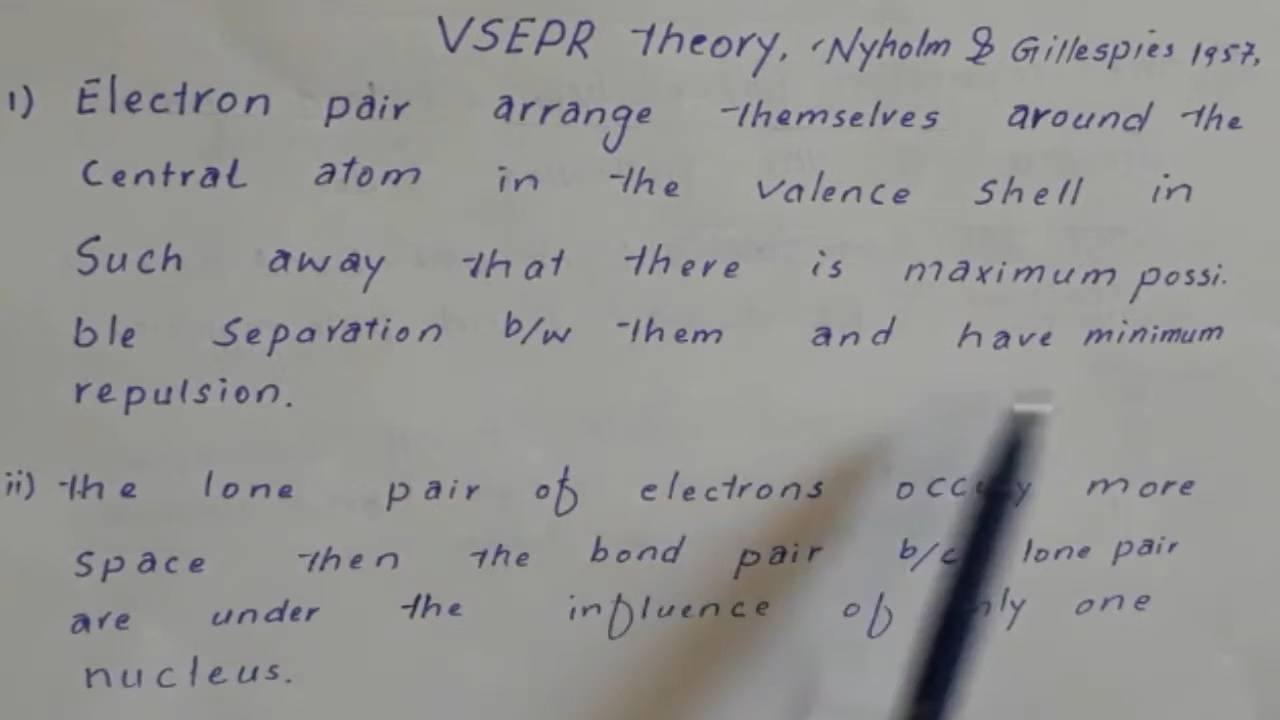 VSEPR theory, Nyholm & Gillespies 1957,
i) Electron pair arrange themselves around the
Central atom in the valence shell in
Such away that there is maximum possi.
ble Separation b/w them and have minimum
repulsion.
ii) the lone pair of electrons more
space then the bond pair lone pair
are under the influence of one
nucleus.